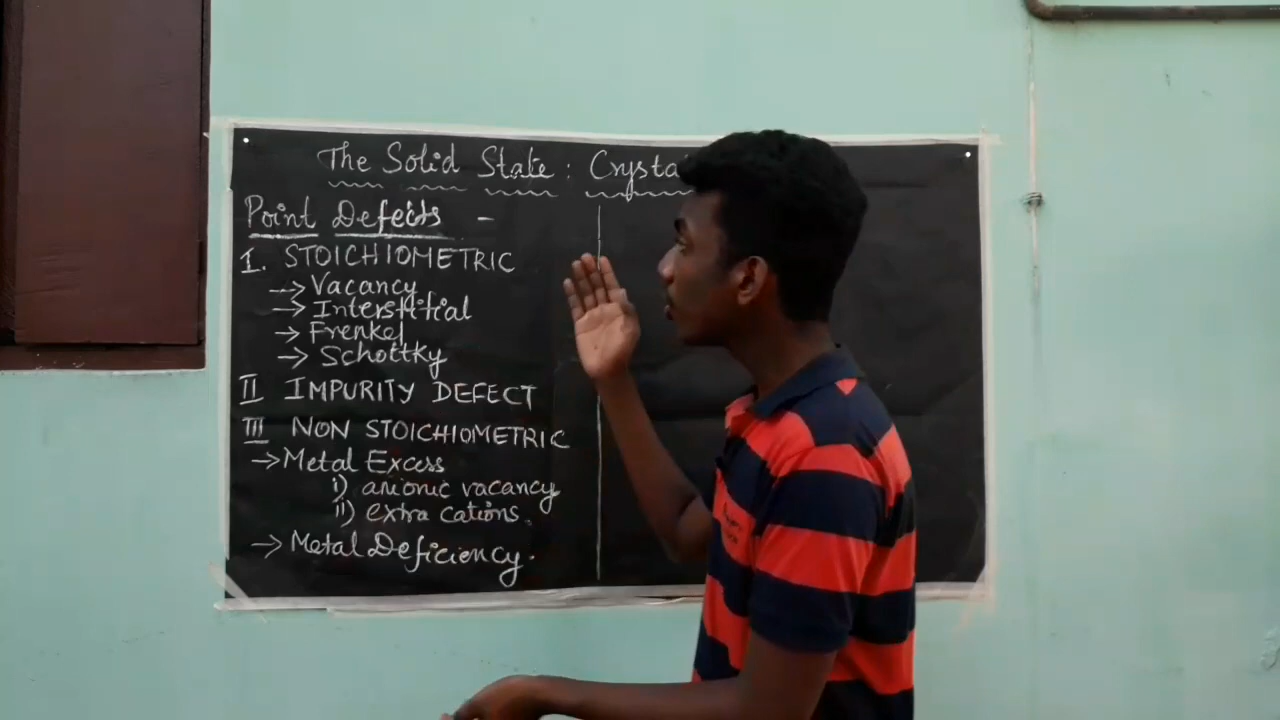 The Solid State : Crysta
Point Defects -
I. STOICHIOMETRIC
→ Vacancy
→ Interstitial
→ Frenkel
→ Schottky
II IMPURITY DEFECT
III NON STOICHIOMETRIC
→ Metal Excess
i) anionic vacancy
ii) extra cations.
→ Metal Deficiency.